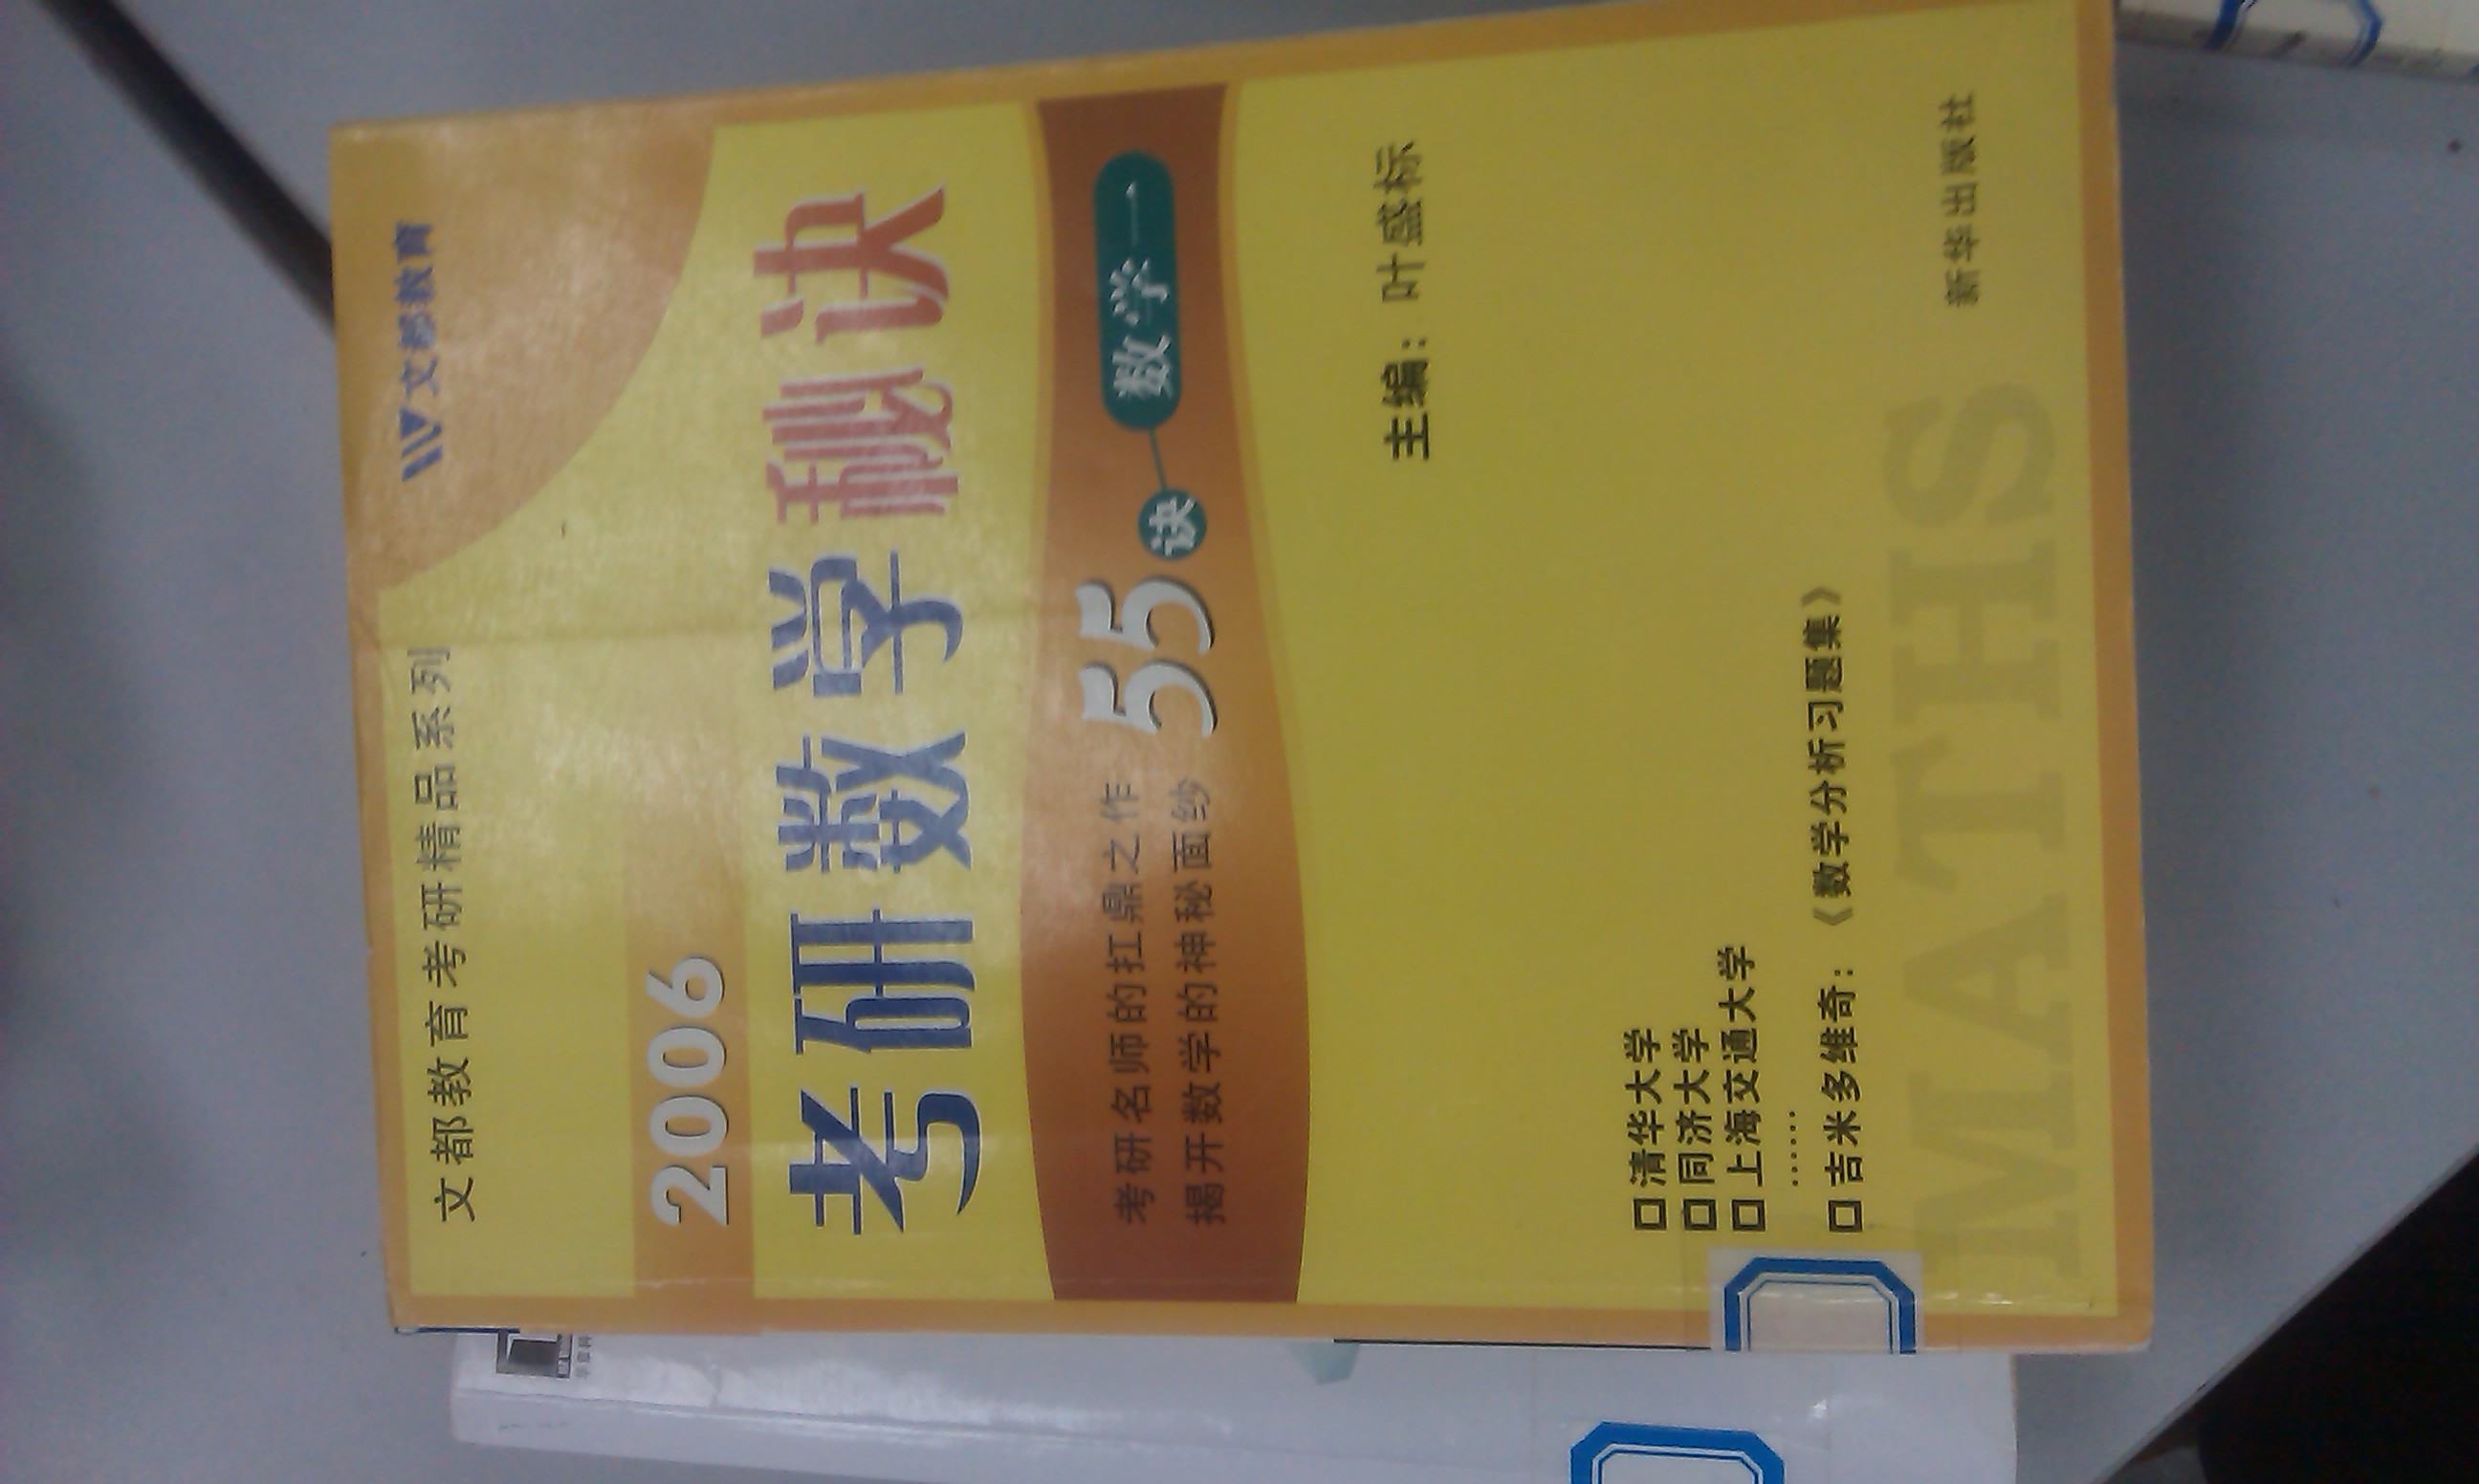 文都教育
文都教育考研精品系列
2006
考研数学秘诀
考研名师的扛鼎之作
揭开数学的神秘面纱
55诀
数学一
主编：叶盛标
□清华大学
□同济大学
□上海交通大学
……
□吉米多维奇：《数学分析习题集》
MATHS
新华出版社